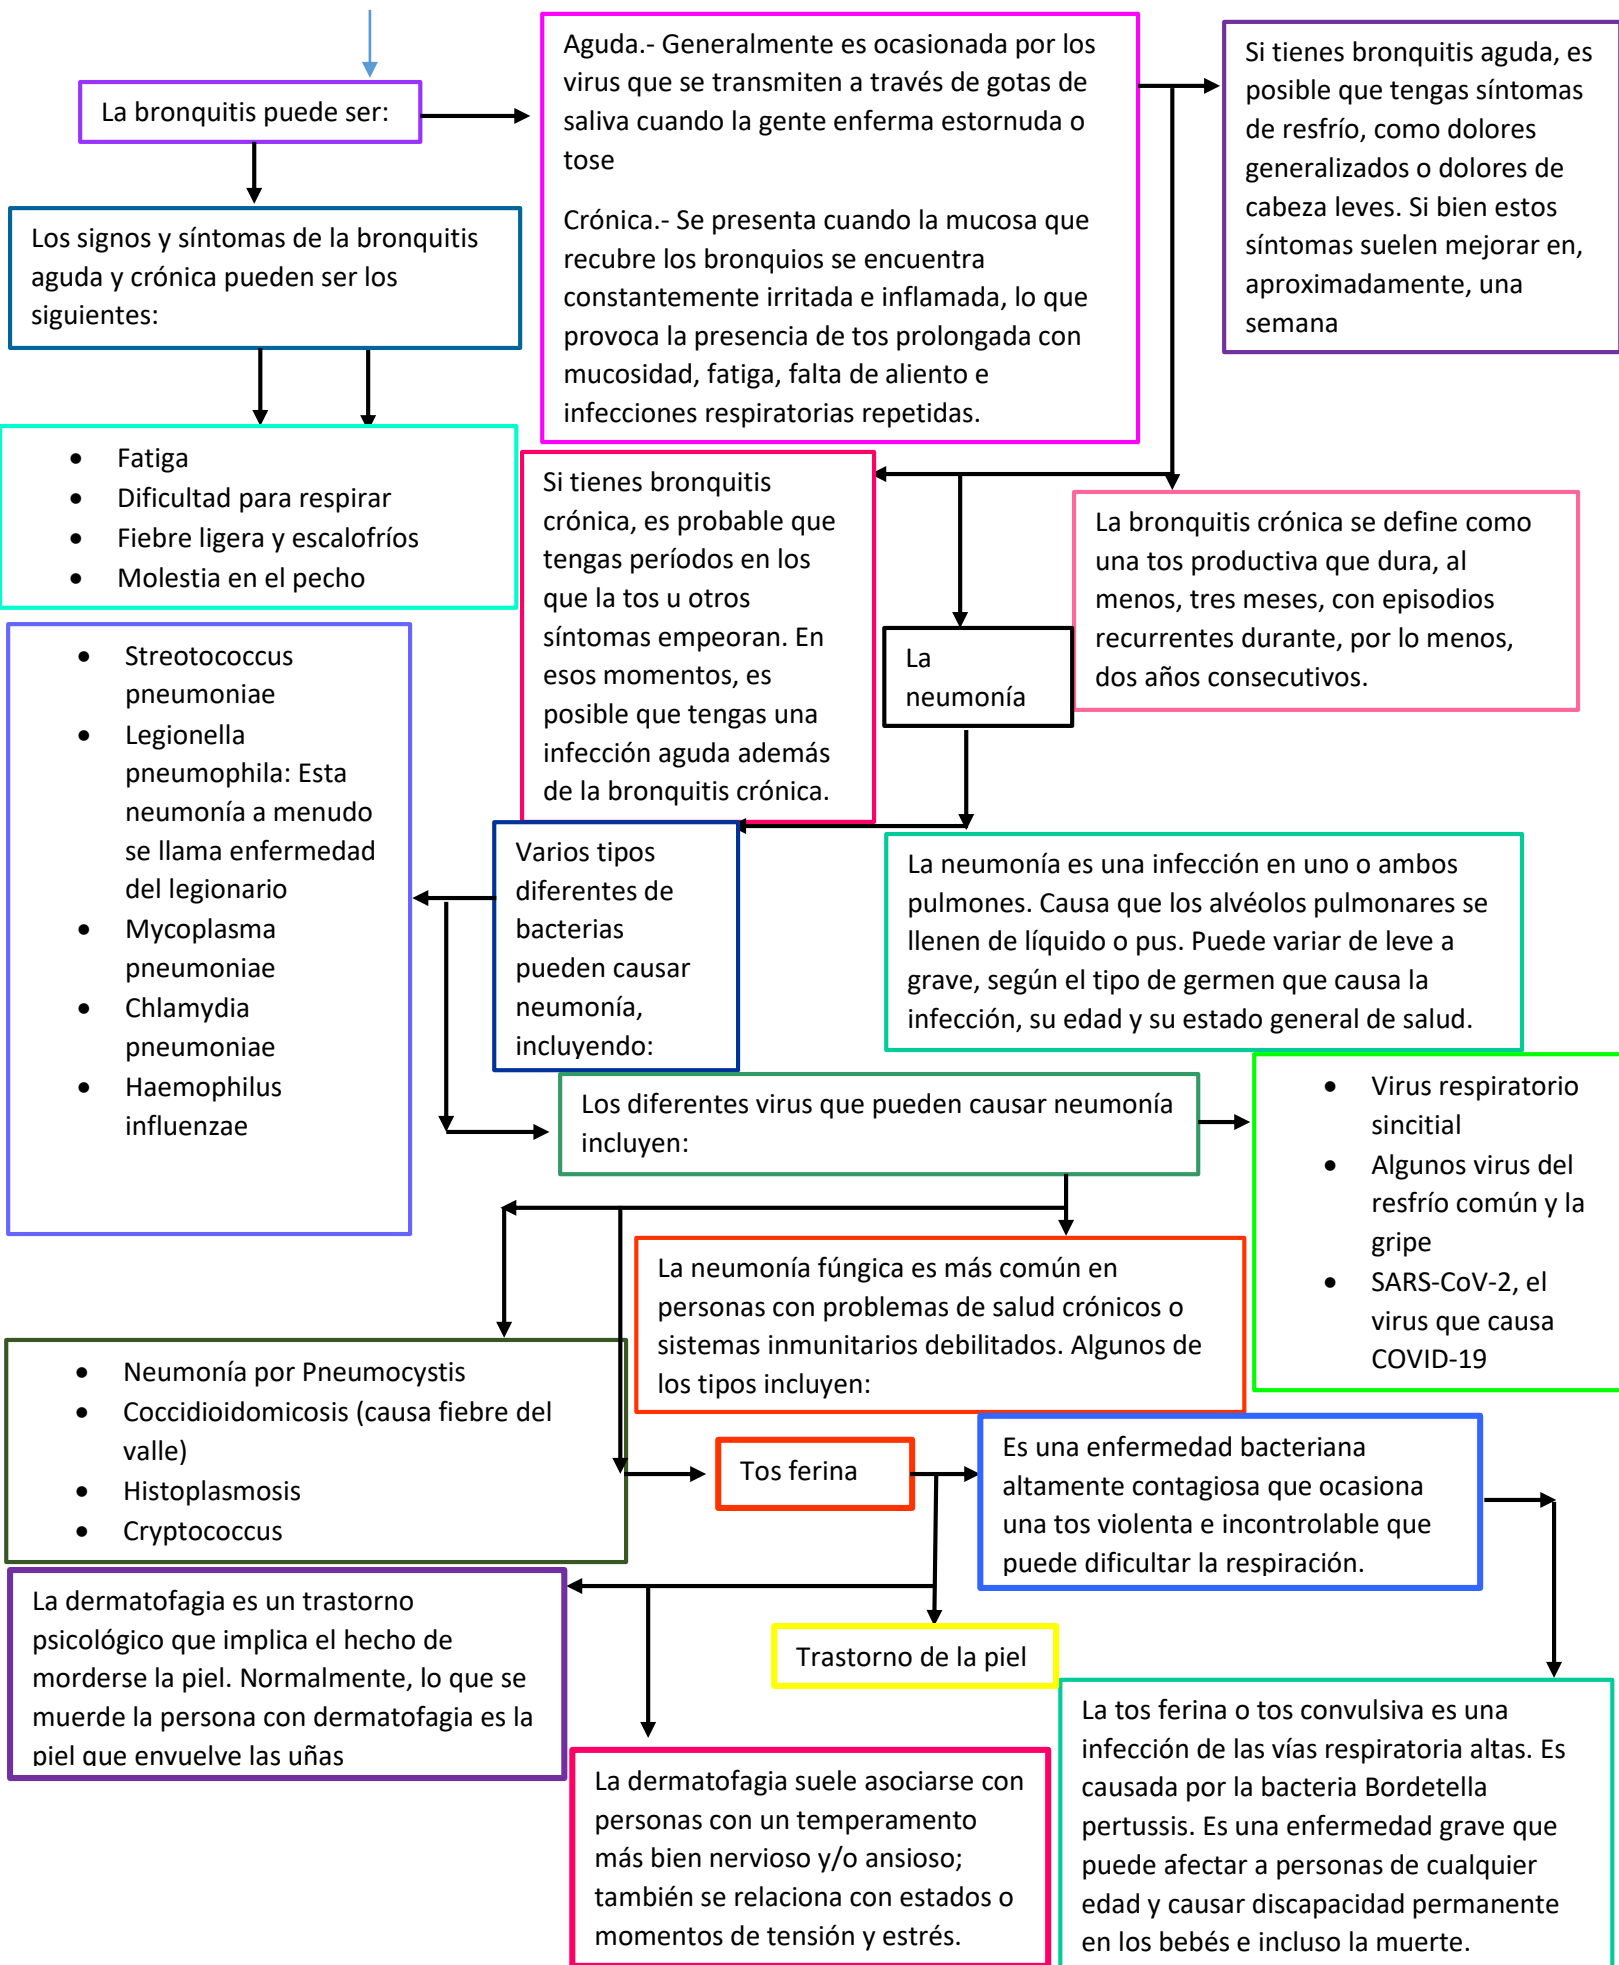 La bronquitis puede ser:
Aguda.- Generalmente es ocasionada por los
virus que se transmiten a través de gotas de
saliva cuando la gente enferma estornuda o
tose
Crónica.- Se presenta cuando la mucosa que
recubre los bronquios se encuentra
constantemente irritada e inflamada, lo que
provoca la presencia de tos prolongada con
mucosidad, fatiga, falta de aliento e
infecciones respiratorias repetidas.
Si tienes bronquitis aguda, es
posible que tengas síntomas
de resfrío, como dolores
generalizados o dolores de
cabeza leves. Si bien estos
síntomas suelen mejorar en,
aproximadamente, una
semana
Los signos y síntomas de la bronquitis
aguda y crónica pueden ser los
siguientes:
• Fatiga
• Dificultad para respirar
• Fiebre ligera y escalofríos
• Molestia en el pecho
Si tienes bronquitis
crónica, es probable que
tengas períodos en los
que la tos u otros
síntomas empeoran. En
esos momentos, es
posible que tengas una
infección aguda además
de la bronquitis crónica.
La bronquitis crónica se define como
una tos productiva que dura, al
menos, tres meses, con episodios
recurrentes durante, por lo menos,
dos años consecutivos.
La
neumonía
• Streotococcus
pneumoniae
• Legionella
pneumophila: Esta
neumonía a menudo
se llama enfermedad
del legionario
• Mycoplasma
pneumoniae
• Chlamydia
pneumoniae
• Haemophilus
influenzae
Varios tipos
diferentes de
bacterias
pueden causar
neumonía,
incluyendo:
La neumonía es una infección en uno o ambos
pulmones. Causa que los alvéolos pulmonares se
llenen de líquido o pus. Puede variar de leve a
grave, según el tipo de germen que causa la
infección, su edad y su estado general de salud.
Los diferentes virus que pueden causar neumonía
incluyen:
• Virus respiratorio
sincitial
• Algunos virus del
resfrío común y la
gripe
• SARS-CoV-2, el
virus que causa
COVID-19
La neumonía fúngica es más común en
personas con problemas de salud crónicos o
sistemas inmunitarios debilitados. Algunos de
los tipos incluyen:
• Neumonía por Pneumocystis
• Coccidioidomicosis (causa fiebre del
valle)
• Histoplasmosis
• Cryptococcus
Tos ferina
Es una enfermedad bacteriana
altamente contagiosa que ocasiona
una tos violenta e incontrolable que
puede dificultar la respiración.
La dermatofagia es un trastorno
psicológico que implica el hecho de
morderse la piel. Normalmente, lo que se
muerde la persona con dermatofagia es la
piel que envuelve las uñas
Trastorno de la piel
La dermatofagia suele asociarse con
personas con un temperamento
más bien nervioso y/o ansioso;
también se relaciona con estados o
momentos de tensión y estrés.
La tos ferina o tos convulsiva es una
infección de las vías respiratoria altas. Es
causada por la bacteria Bordetella
pertussis. Es una enfermedad grave que
puede afectar a personas de cualquier
edad y causar discapacidad permanente
en los bebés e incluso la muerte.